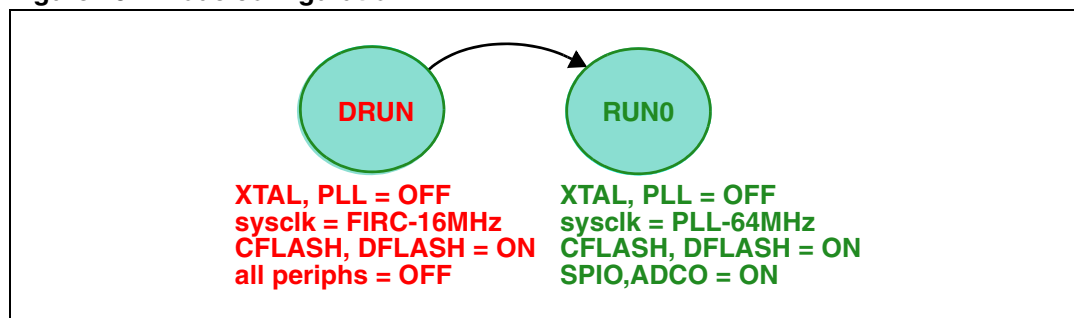 DRUN
RUN0
XTAL, PLL = OFF
sysclk = FIRC-16MHz
CFLASH, DFLASH = ON
all periphs = OFF
XTAL, PLL = OFF
sysclk = PLL-64MHz
CFLASH, DFLASH = ON
SPIO,ADCO = ON